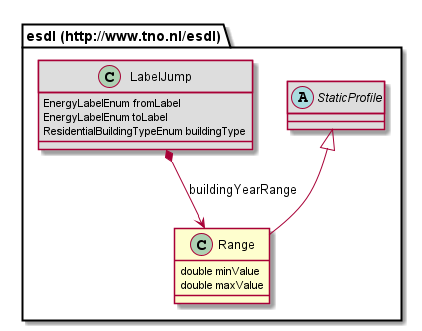 esdl (http://www.tno.nl/esdl)
C LabelJump
EnergyLabelEnum fromLabel
EnergyLabelEnum toLabel
ResidentialBuildingTypeEnum buildingType
A StaticProfile
buildingYearRange
C Range
double minValue
double maxValue